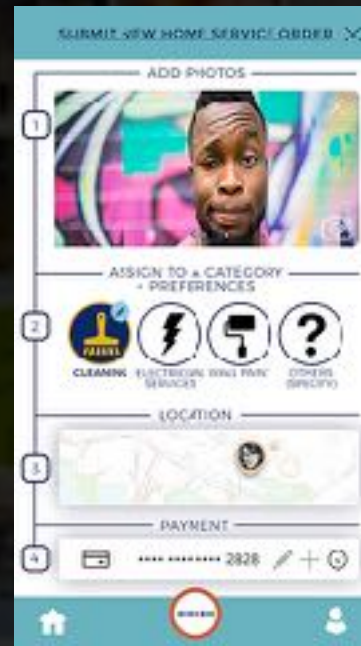 SUBMIT NEW HOME SERVICE ORDER
ADD PHOTOS
1
ASSIGN TO A CATEGORY
+ PREFERENCES
2
CLEANING
ELECTRICIAN
SERVICES
WALL PAINT
OTHERS
(SPECIFY)
LOCATION
3
PAYMENT
4
•••• •••••••• 2828